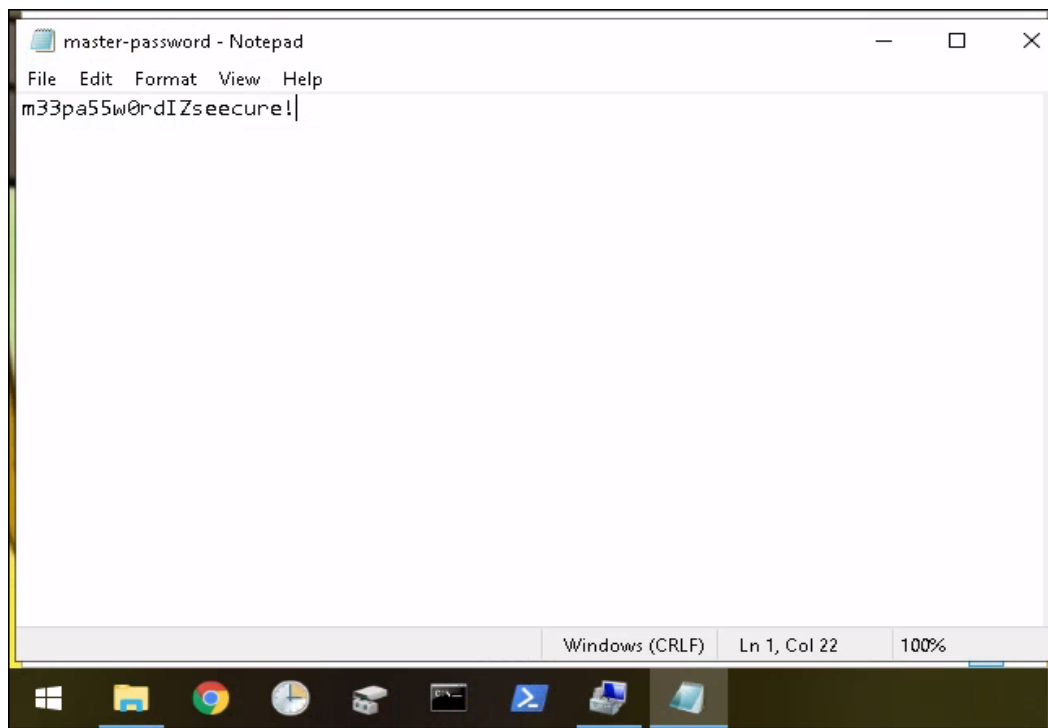 master-password - Notepad
File Edit Format View Help
m33pa55w0rdIZseecure!
Windows (CRLF) Ln 1, Col 22 100%